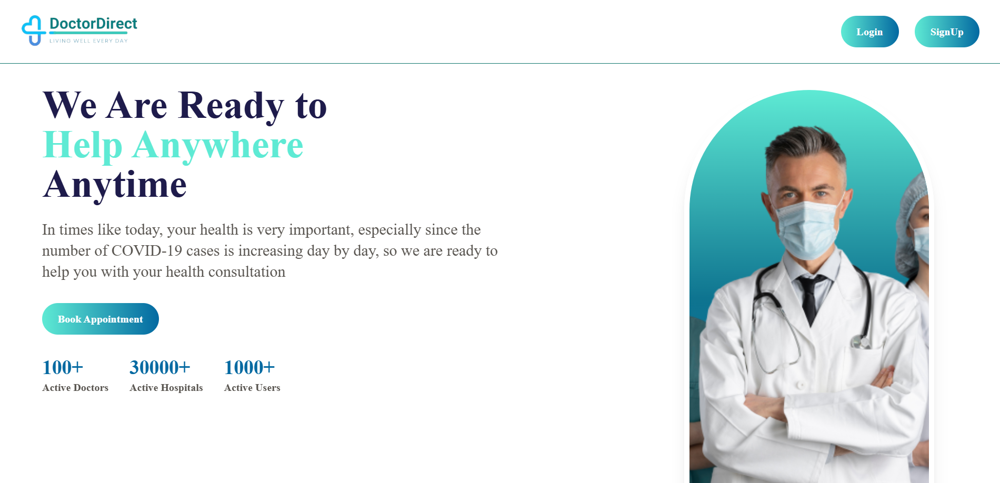 DoctorDirect
LIVING WELL EVERY DAY
Login
SignUp
We Are Ready to
Help Anywhere
Anytime
In times like today, your health is very important, especially since the
number of COVID-19 cases is increasing day by day, so we are ready to
help you with your health consultation
Book Appointment
100+
Active Doctors
30000+
Active Hospitals
1000+
Active Users